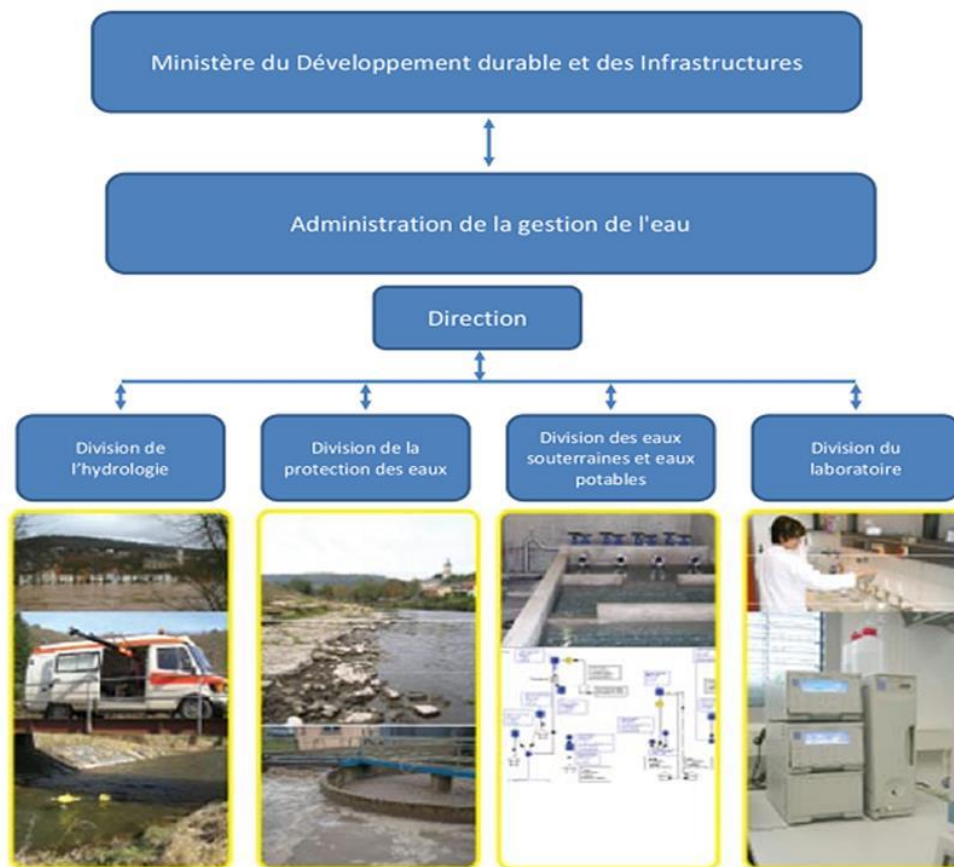 Ministère du Développement durable et des Infrastructures
Administration de la gestion de l'eau
Direction
Division de
l'hydrologie
Division de la
protection des eaux
Division des eaux
souterraines et eaux
potables
Division du
laboratoire